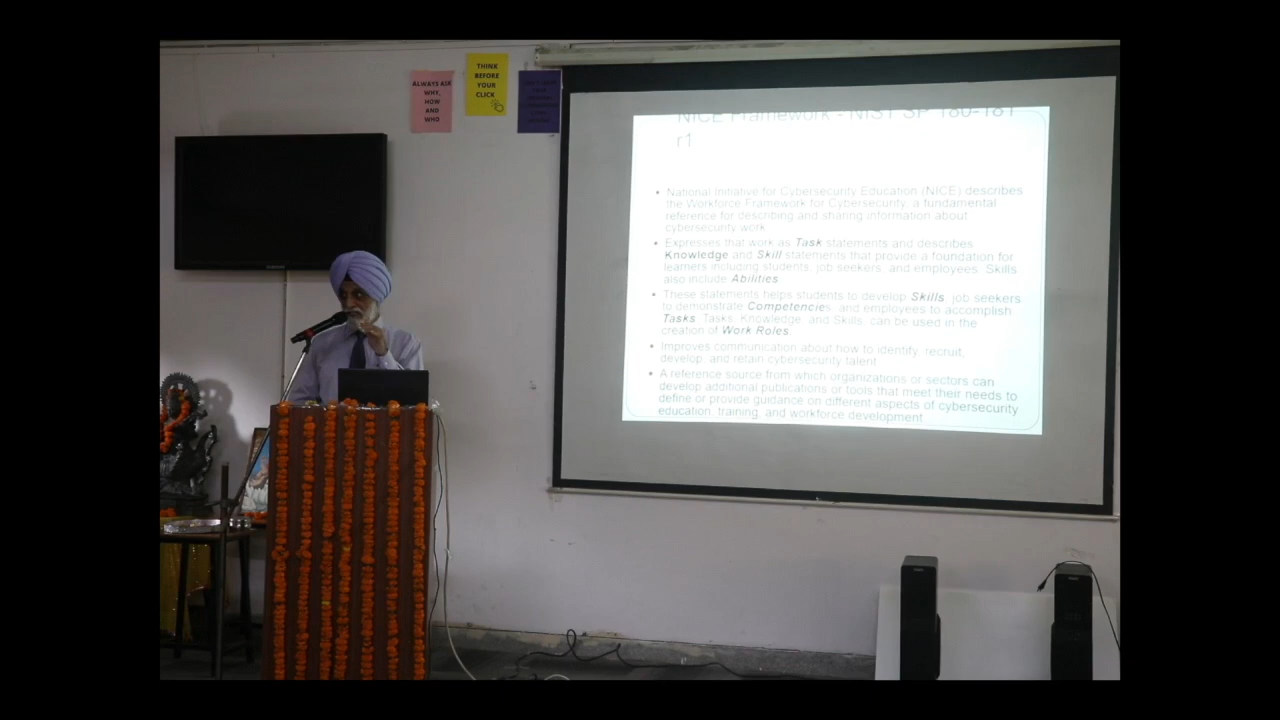 ALWAYS ASK
WHY,
HOW
AND
WHO
THINK
BEFORE
YOUR
CLICK
NICE Framework - NIST SP 180-181
r1
• National Initiative for Cybersecurity Education (NICE) describes
the Workforce Framework for Cybersecurity, a fundamental
reference for describing and sharing information about
cybersecurity work
• Expresses that work as Task statements and describes
Knowledge and Skill statements that provide a foundation for
learners including students, job seekers, and employees. Skills
also include Abilities
• These statements helps students to develop Skills, job seekers
to demonstrate Competencies, and employees to accomplish
Tasks. Tasks, Knowledge, and Skills, can be used in the
creation of Work Roles.
• Improves communication about how to identify, recruit,
develop, and retain cybersecurity talent
• A reference source from which organizations or sectors can
develop additional publications or tools that meet their needs to
define or provide guidance on different aspects of cybersecurity
education, training, and workforce development